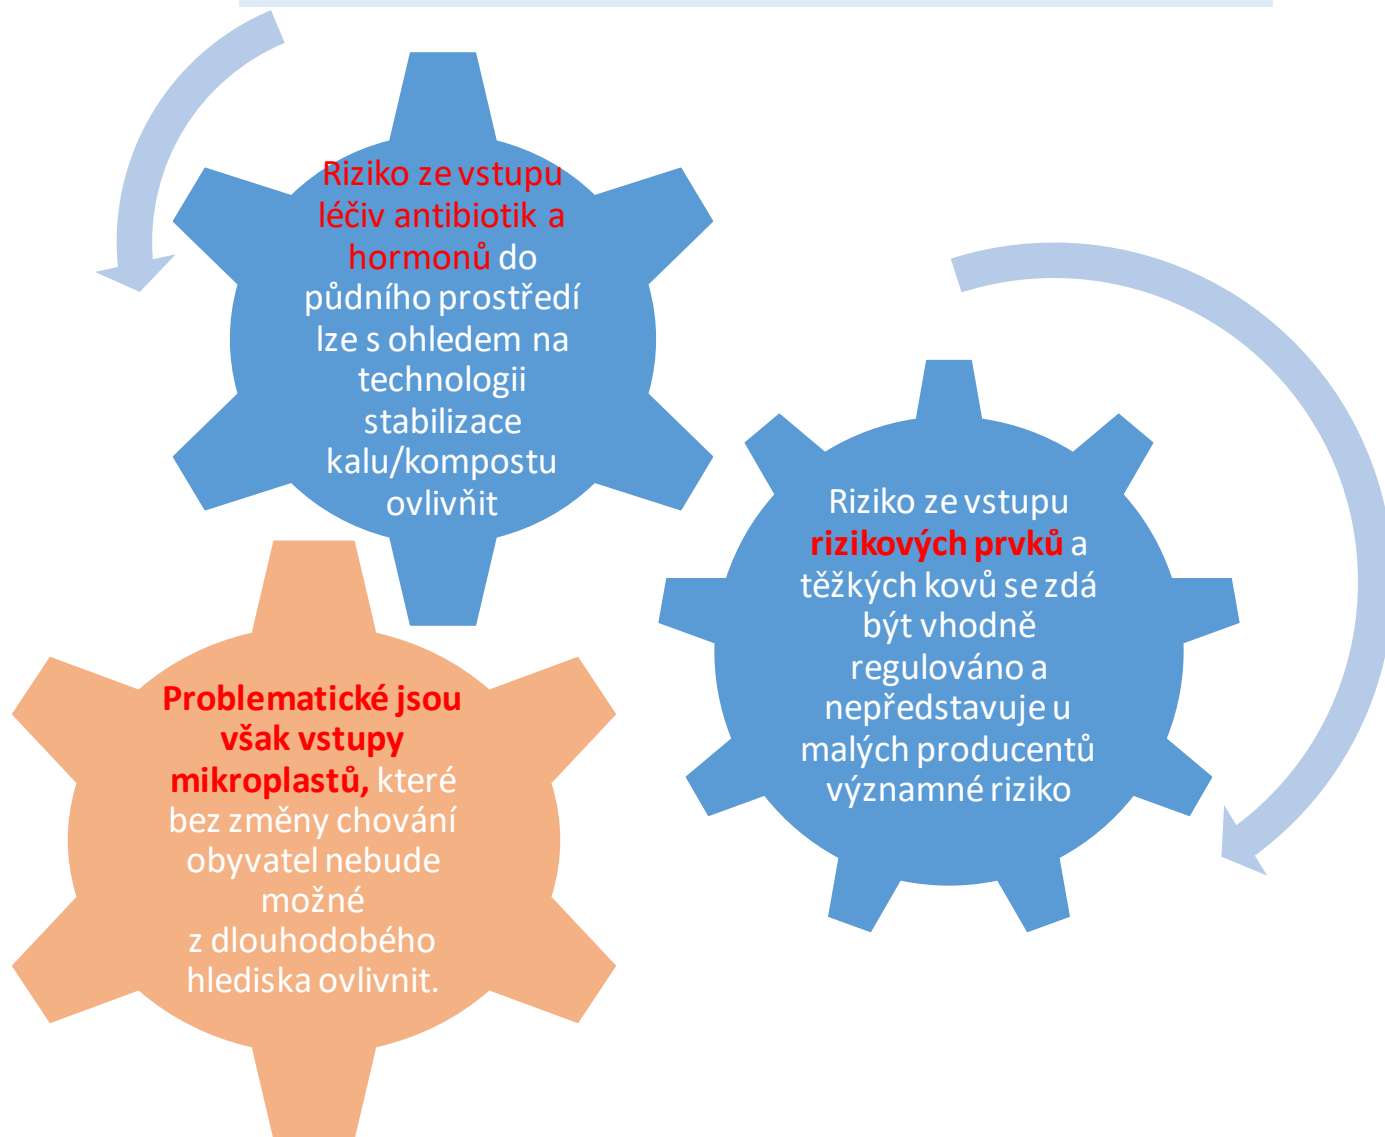 Riziko ze vstupu
léčiv antibiotik a
hormonů do
půdního prostředí
lze s ohledem na
technologii
stabilizace
kalu/kompostu
ovlivňit
Riziko ze vstupu
rizikových prvků a
těžkých kovů se zdá
být vhodně
regulováno a
nepředstavuje u
malých producentů
významné riziko
Problematické jsou
však vstupy
mikroplastů, které
bez změny chování
obyvatel nebude
možné
z dlouhodobého
hlediska ovlivnit.